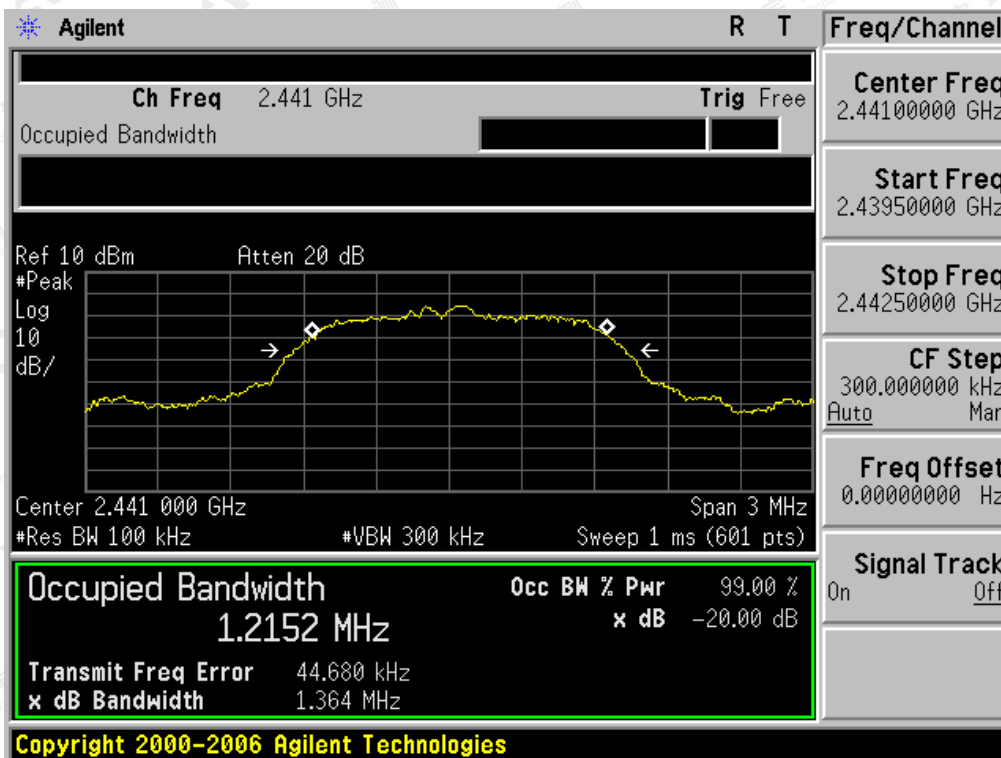 Agilent R T
Freq/Channel
Ch Freq 2.441 GHz Trig Free
Occupied Bandwidth
Center Freq
2.44100000 GHz
Start Freq
2.43950000 GHz
Stop Freq
2.44250000 GHz
CF Step
300.000000 kHz
Auto Man
Freq Offset
0.00000000 Hz
Signal Track
On Off
Ref 10 dBm Atten 20 dB
#Peak
Log
10
dB/
Center 2.441 000 GHz Span 3 MHz
#Res BW 100 kHz #VBW 300 kHz Sweep 1 ms (601 pts)
Occupied Bandwidth
1.2152 MHz
Occ BW % Pwr 99.00 %
x dB -20.00 dB
Transmit Freq Error 44.680 kHz
x dB Bandwidth 1.364 MHz
Copyright 2000-2006 Agilent Technologies